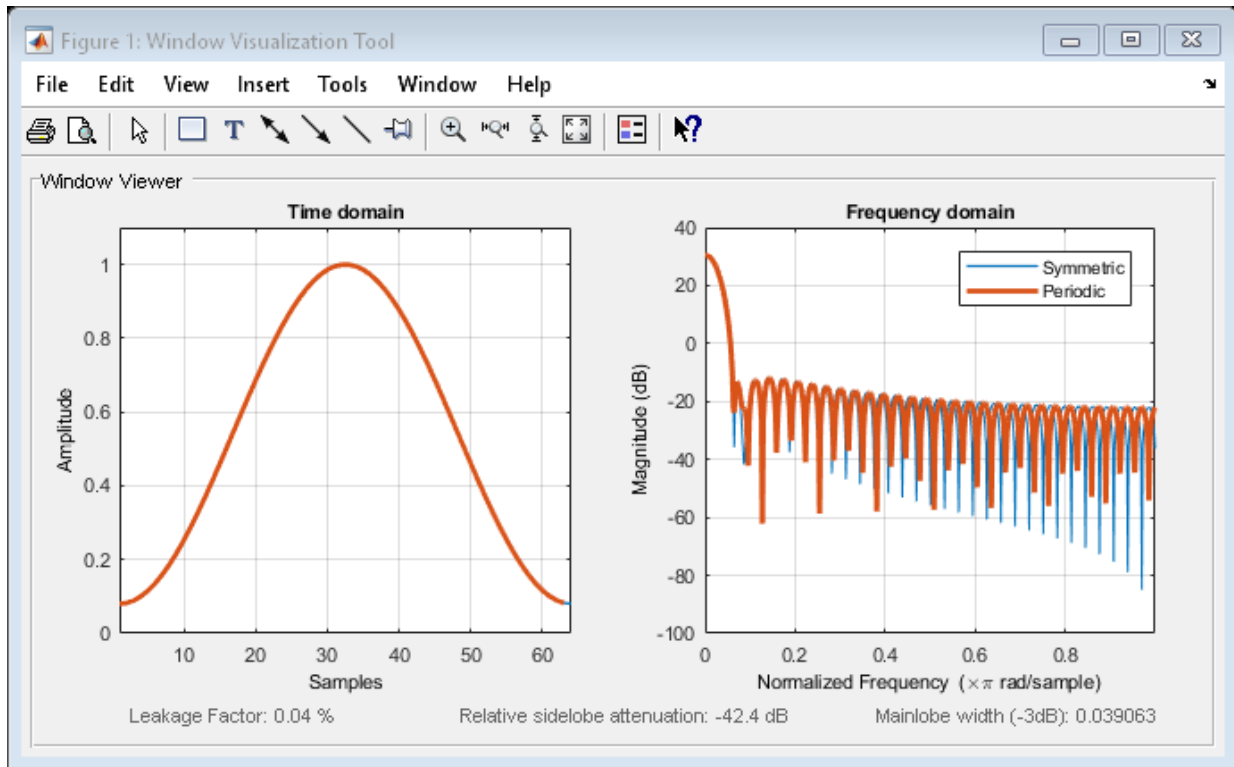 Figure 1: Window Visualization Tool
File Edit View Insert Tools Window Help
T
?
Window Viewer
Time domain
1
0.8
0.6
0.4
0.2
0
Amplitude
10 20 30 40 50 60
Samples
Frequency domain
40
20
0
-20
-40
-60
-80
-100
Magnitude (dB)
Symmetric
Periodic
0 0.2 0.4 0.6 0.8
Normalized Frequency (×π rad/sample)
Leakage Factor: 0.04 % Relative sidelobe attenuation: -42.4 dB Mainlobe width (-3dB): 0.039063